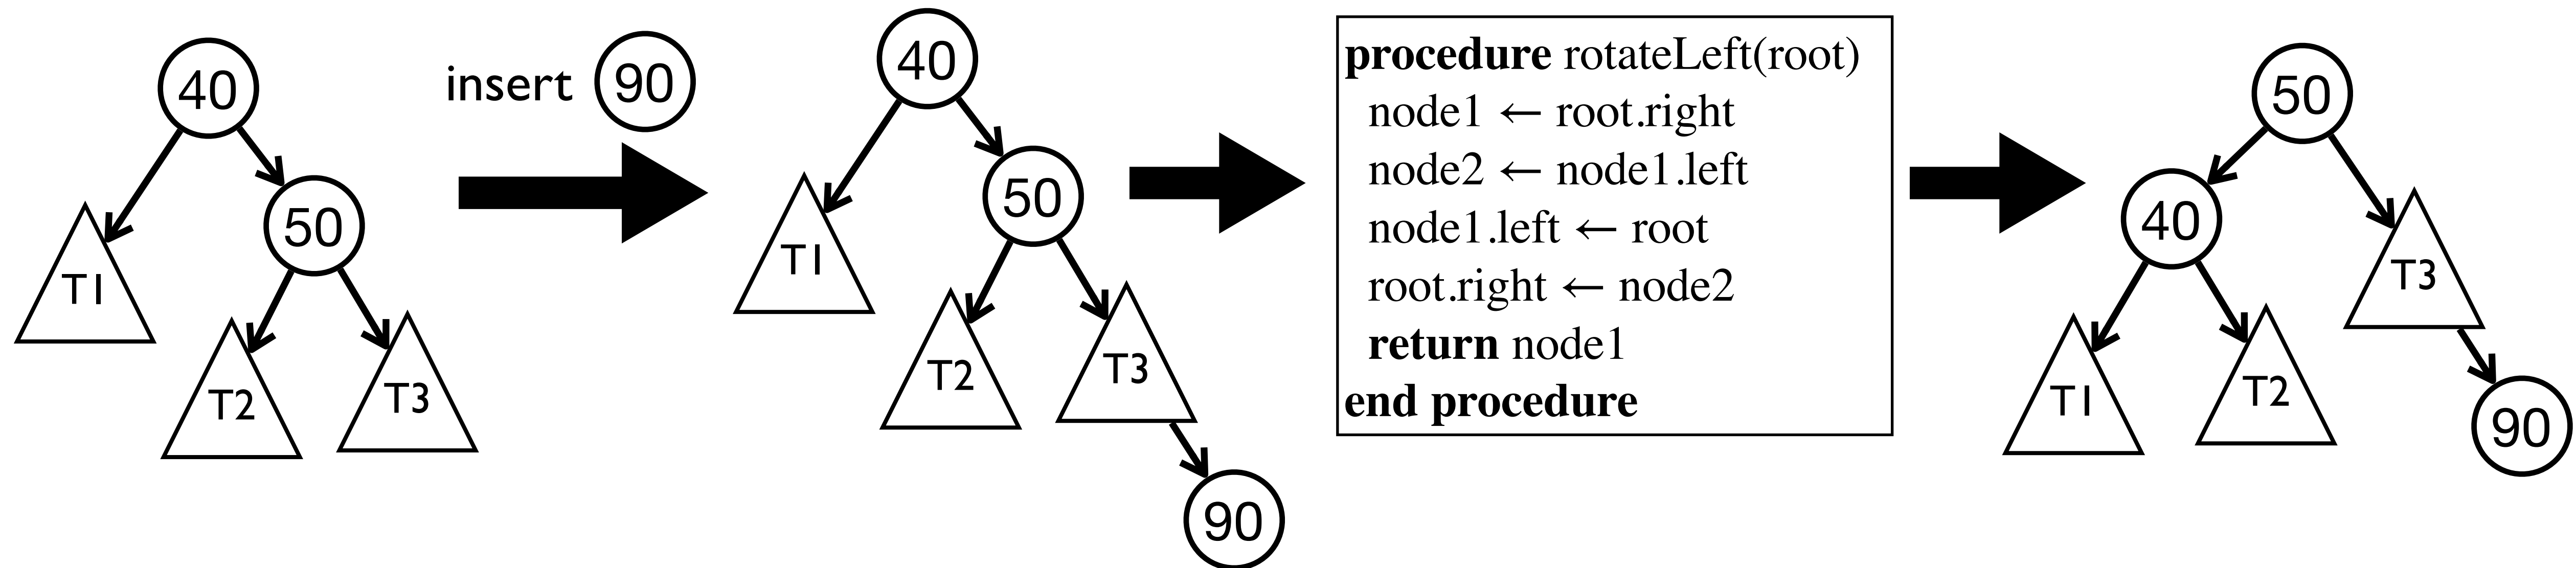 40
50
T1
T2
T3
insert 90
40
50
T1
T2
T3
90
procedure rotateLeft(root)
node1 ← root.right
node2 ← node1.left
node1.left ← root
root.right ← node2
return node1
end procedure
50
40
T3
T1
T2
90